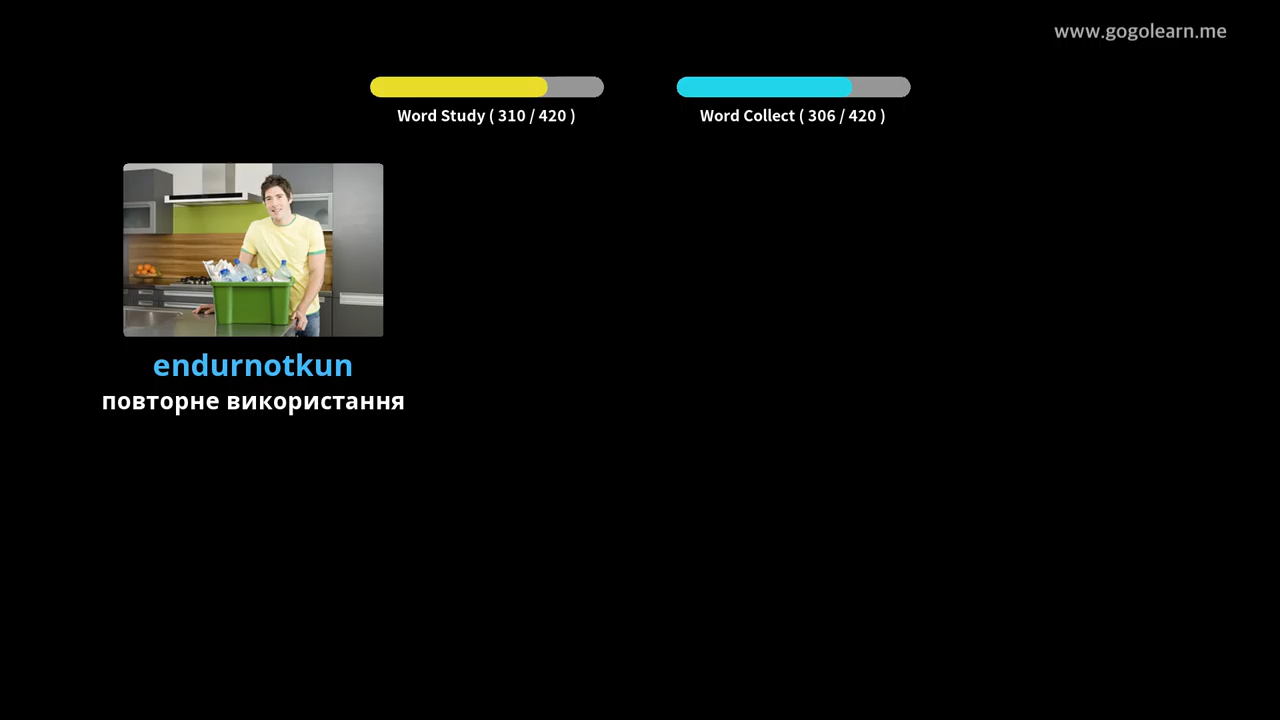 www.gogolearn.me
Word Study ( 310 / 420 )
Word Collect ( 306 / 420 )
endurnotkun
повторне використання